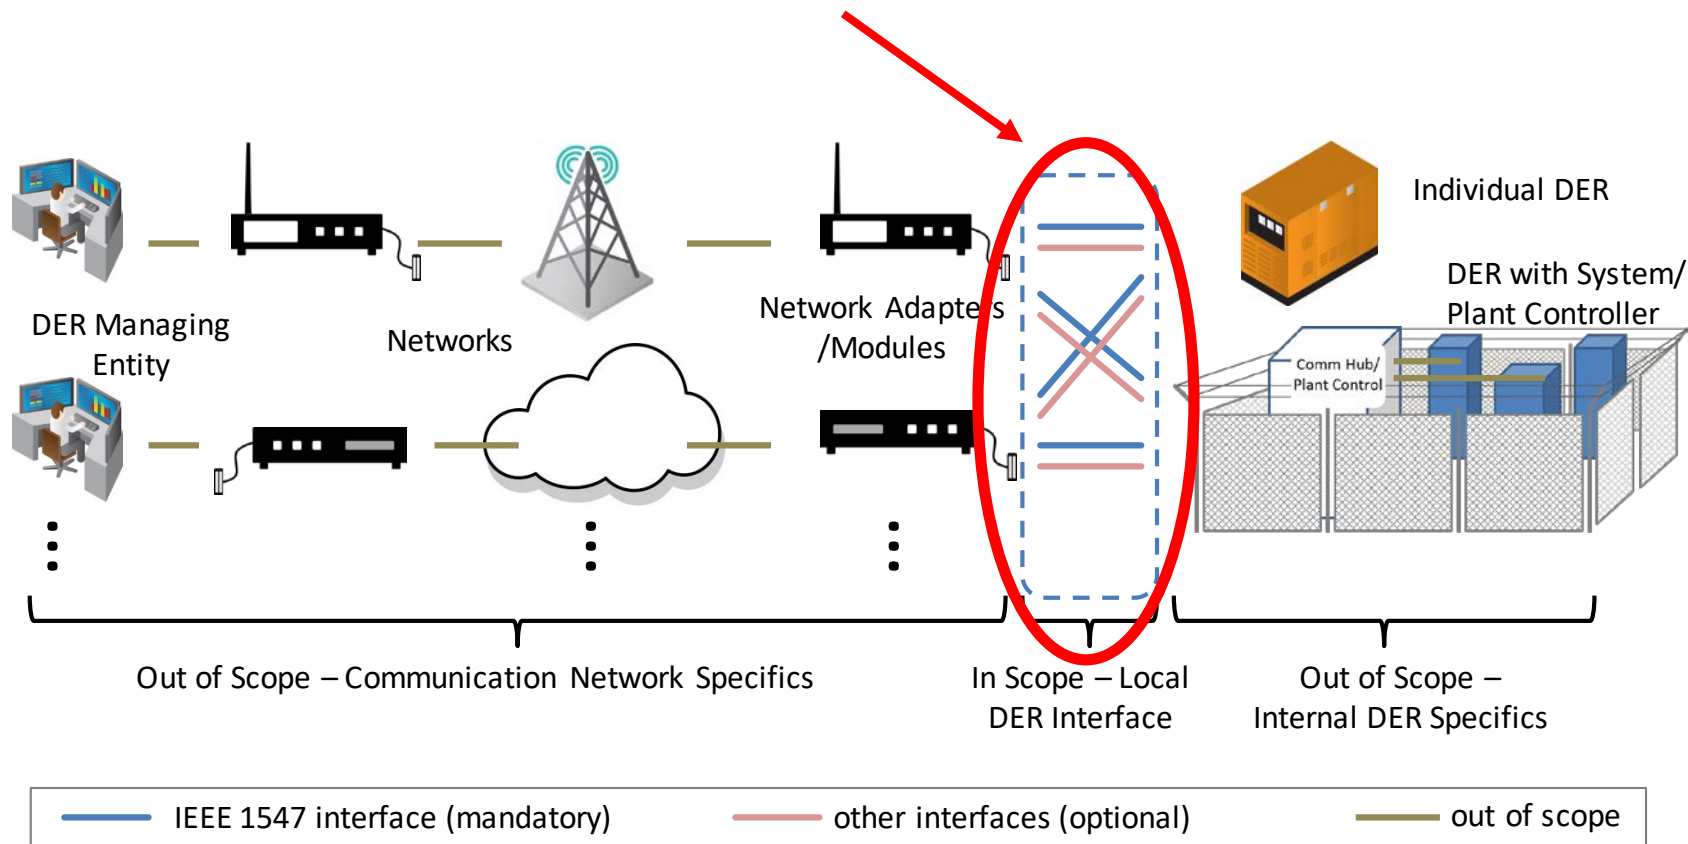 Individual DER
DER with System/
Plant Controller
DER Managing
Entity
Networks
Network Adapters
/Modules
Comm Hub/
Plant Control
Out of Scope – Communication Network Specifics
In Scope – Local
DER Interface
Out of Scope –
Internal DER Specifics
IEEE 1547 interface (mandatory)
other interfaces (optional)
out of scope